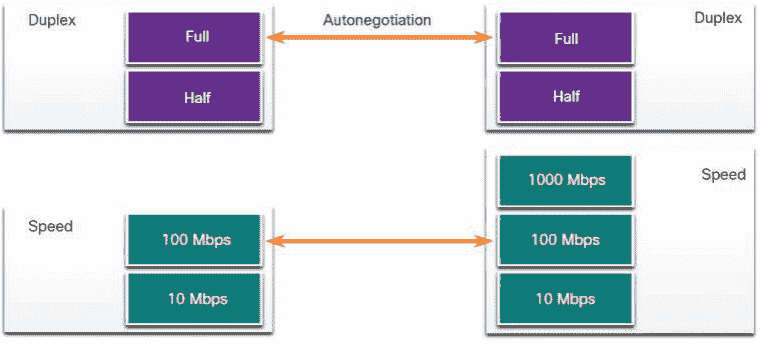 Duplex
Full
Autonegotiation
Full
Duplex
Half
Half
1000 Mbps
Speed
Speed
100 Mbps
100 Mbps
10 Mbps
10 Mbps